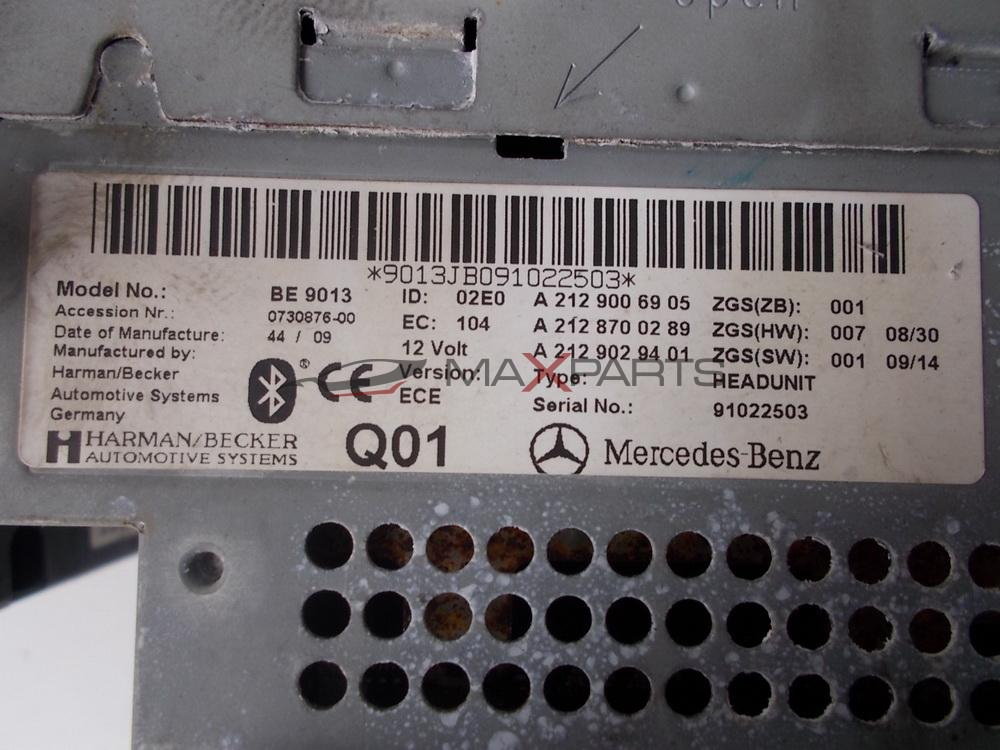 open
*9013JB091022503*
Model No.: BE 9013 ID: 02E0 A 212 900 69 05 ZGS(ZB): 001
Accession Nr.: 0730876-00 EC: 104 A 212 870 02 89 ZGS(HW): 007 08/30
Date of Manufacture: 44 / 09 12 Volt A 212 902 94 01 ZGS(SW): 001 09/14
Manufactured by: Version: Type: HEADUNIT
Harman/Becker ® CE ECE Serial No.: 91022503
Automotive Systems
Germany
MAXPARTS
HARMAN/BECKER
AUTOMOTIVE SYSTEMS
Q01
Mercedes-Benz